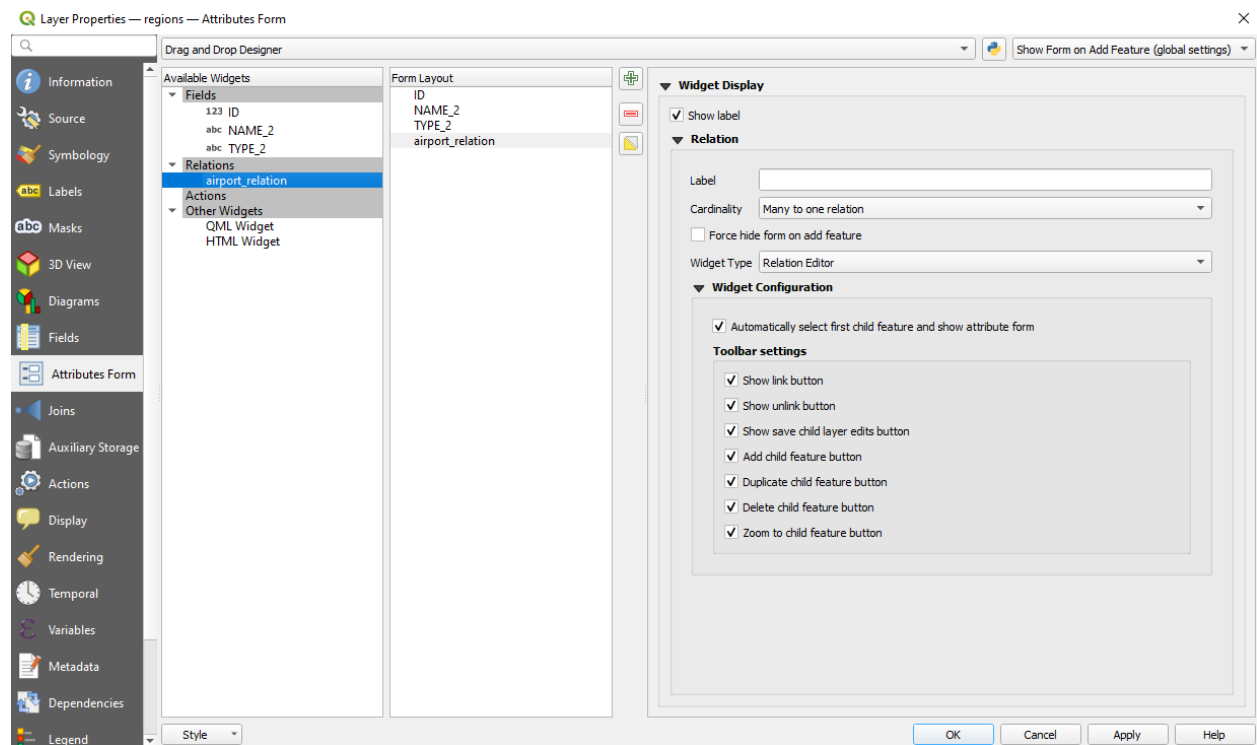 Layer Properties — regions — Attributes Form
Drag and Drop Designer
Show Form on Add Feature (global settings)
Information
Source
Symbology
abc Labels
abc Masks
3D View
Diagrams
Fields
Attributes Form
Joins
Auxiliary Storage
Actions
Display
Rendering
Temporal
Variables
Metadata
Dependencies
Legend
Available Widgets
Fields
123 ID
abc NAME_2
abc TYPE_2
Relations
airport_relation
Actions
Other Widgets
QML Widget
HTML Widget
Form Layout
ID
NAME_2
TYPE_2
airport_relation
Widget Display
Show label
Relation
Label
Cardinality Many to one relation
Force hide form on add feature
Widget Type Relation Editor
Widget Configuration
Automatically select first child feature and show attribute form
Toolbar settings
Show link button
Show unlink button
Show save child layer edits button
Add child feature button
Duplicate child feature button
Delete child feature button
Zoom to child feature button
Style
OK
Cancel
Apply
Help